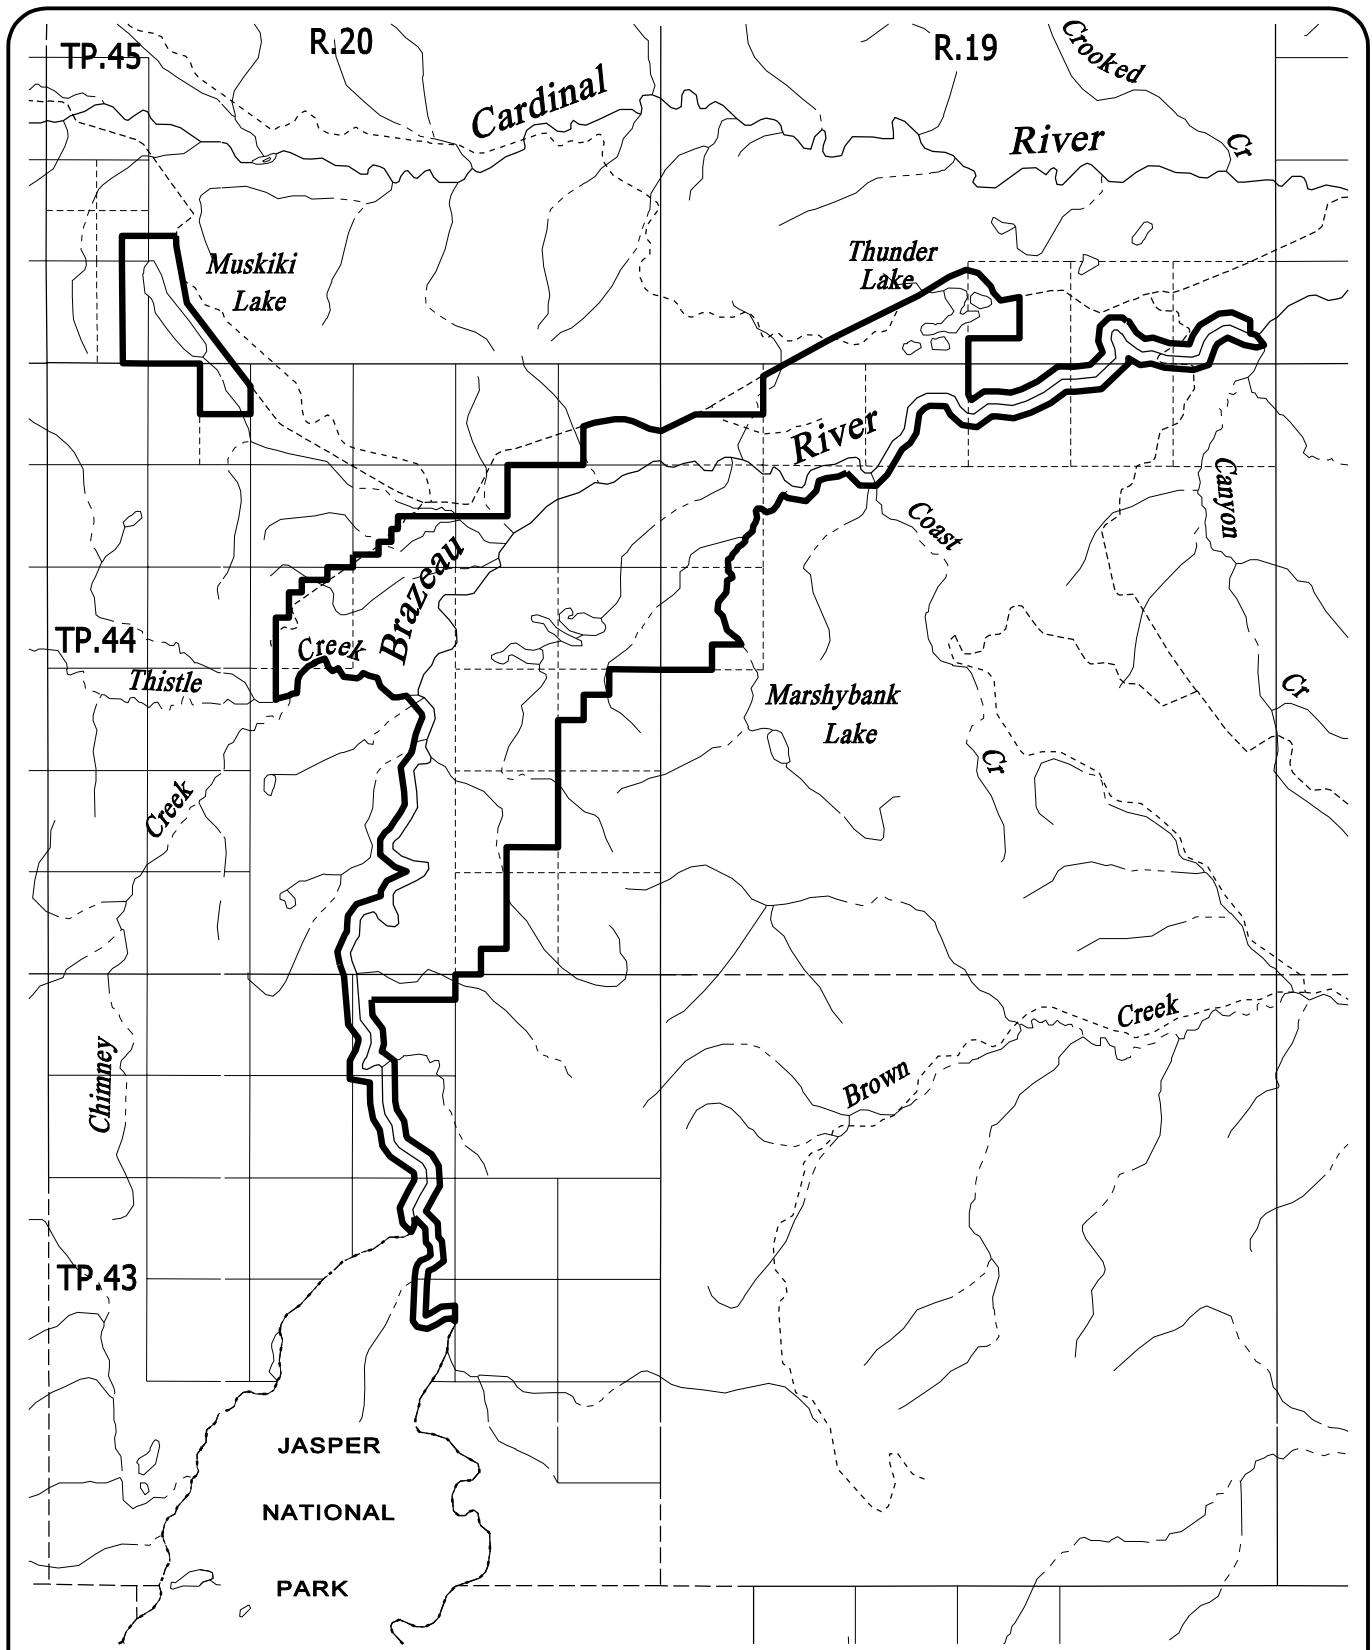 TP.45
R.20
R.19
Crooked
Cr
Cardinal
River
Muskiki
Lake
Thunder
Lake
River
Canyon
Coast
Brazeau
TP.44
Creek
Thistle
Marshybank
Lake
Cr
Cr
Creek
Creek
Brown
Chimney
TP.43
JASPER
NATIONAL
PARK